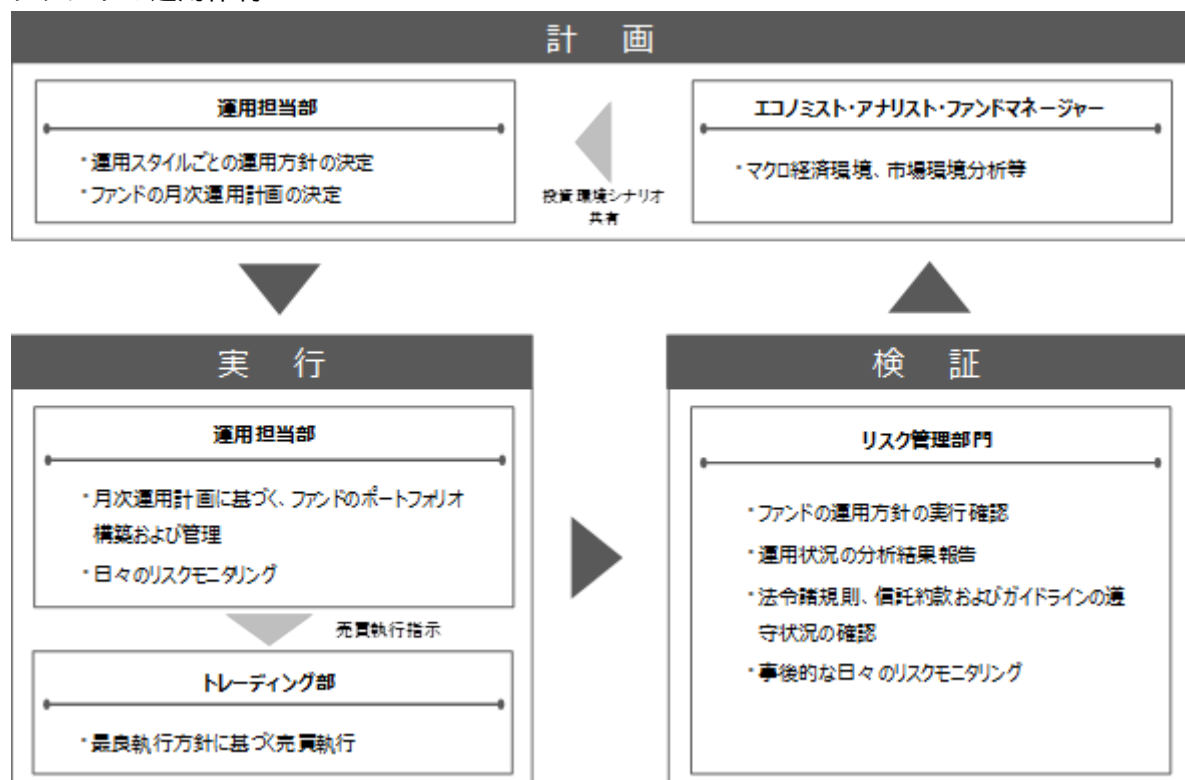 計 画
運用担当部
・運用スタイルごとの運用方針の決定
・ファンドの月次運用計画の決定
投資環境シナリオ
共有
エコノミスト・アナリスト・ファンドマネージャー
・マクロ経済環境、市場環境分析等
実 行
運用担当部
・月次運用計画に基づく、ファンドのポートフォリオ
構築および管理
・日々のリスクモニタリング
売買執行指示
トレーディング部
・最良執行方針に基づく売買執行
検 証
リスク管理部門
・ファンドの運用方針の実行確認
・運用状況の分析結果報告
・法令諸規則、信託約款およびガイドラインの遵
守状況の確認
・事後的な日々のリスクモニタリング